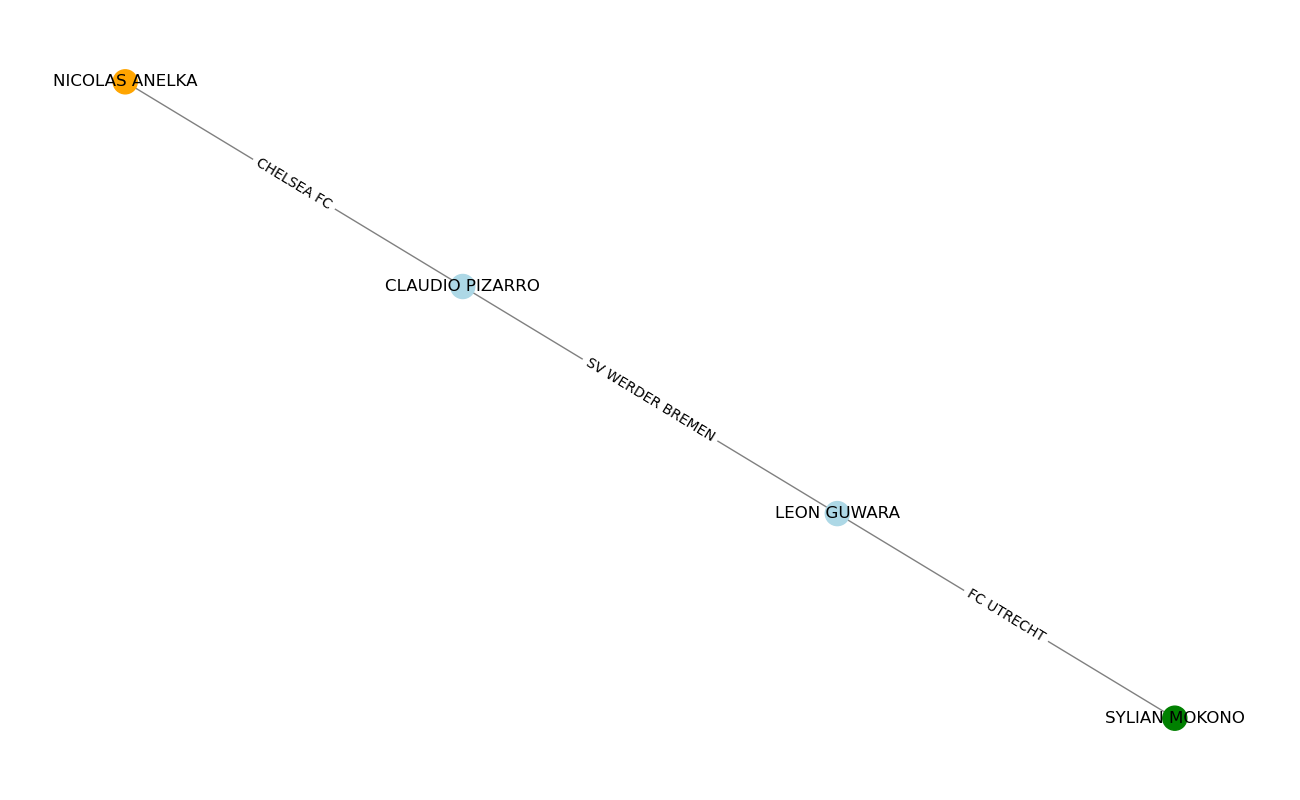 NICOLAS ANELKA
CHELSEA FC
CLAUDIO PIZARRO
SV WERDER BREMEN
LEON GUWARA
FC UTRECHT
SYLIAN MOKONO